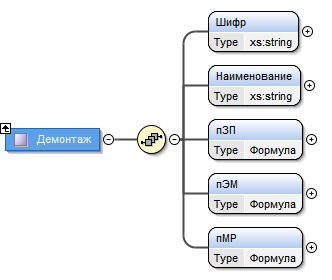 Шифр
Type xs:string
Наименование
Type xs:string
Демонтаж
пЗП
Type Формула
пЭМ
Type Формула
пМР
Type Формула